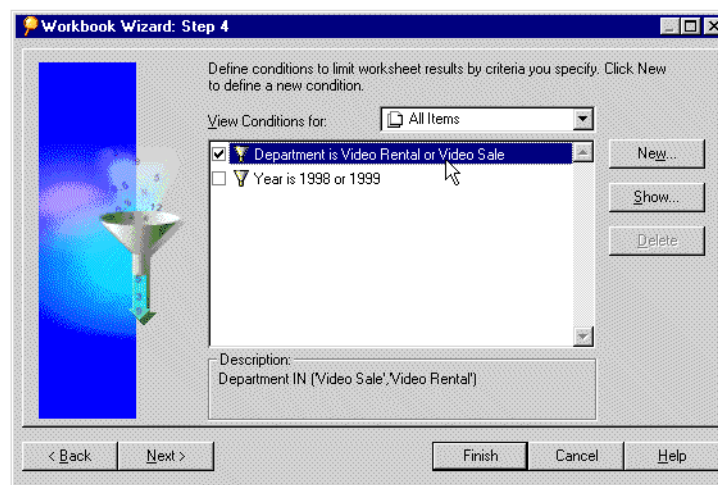 Workbook Wizard: Step 4
Define conditions to limit worksheet results by criteria you specify. Click New
to define a new condition.
View Conditions for:
All Items
Department is Video Rental or Video Sale
Year is 1998 or 1999
New...
Show...
Delete
Description:
Department IN ('Video Sale','Video Rental')
< Back
Next >
Finish
Cancel
Help